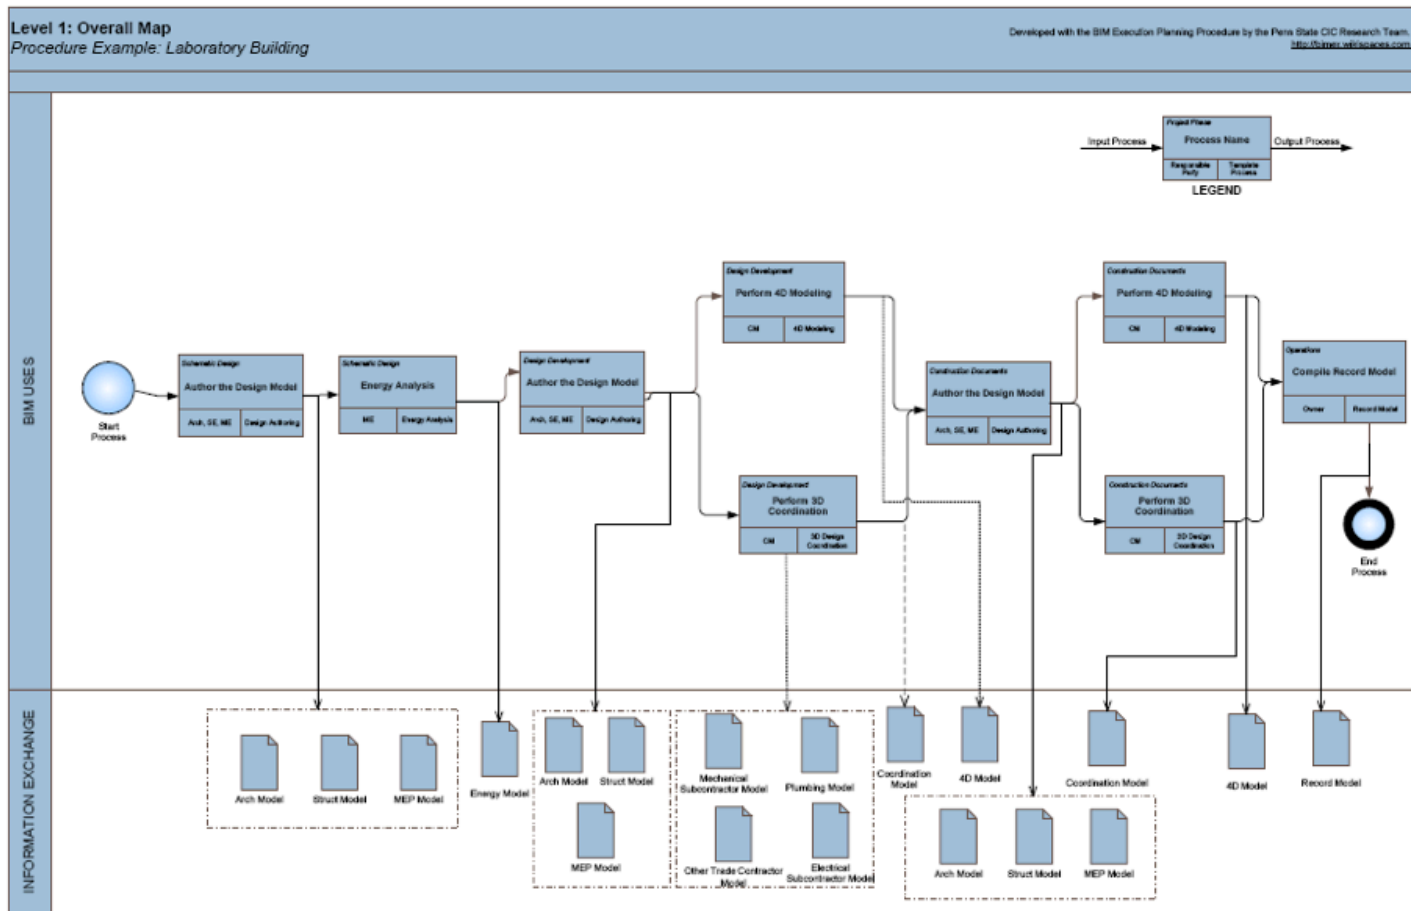 Level 1: Overall Map
Procedure Example: Laboratory Building
Developed with the BIM Execution Planning Procedure by the Penn State CIC Research Team.
http://bimex.wikispaces.com
BIM USES
Input Process
Project Phase
Process Name
Responsible
Party
Template
Process
Output Process
LEGEND
Start
Process
Schematic Design
Author the Design Model
Arch, SE, ME
Design Authoring
Schematic Design
Energy Analysis
ME
Energy Analysis
Design Development
Author the Design Model
Arch, SE, ME
Design Authoring
Design Development
Perform 4D Modeling
CM
4D Modeling
Design Development
Perform 3D
Coordination
CM
3D Design
Coordination
Construction Documents
Author the Design Model
Arch, SE, ME
Design Authoring
Construction Documents
Perform 4D Modeling
CM
4D Modeling
Construction Documents
Perform 3D
Coordination
CM
3D Design
Coordination
Operations
Compile Record Model
Owner
Record Model
End
Process
INFORMATION EXCHANGE
Arch Model
Struct Model
MEP Model
Energy Model
Arch Model
Struct Model
MEP Model
Mechanical
Subcontractor Model
Plumbing Model
Other Trade Contractor
Model
Electrical
Subcontractor Model
Coordination
Model
4D Model
Arch Model
Struct Model
MEP Model
Coordination Model
4D Model
Record Model